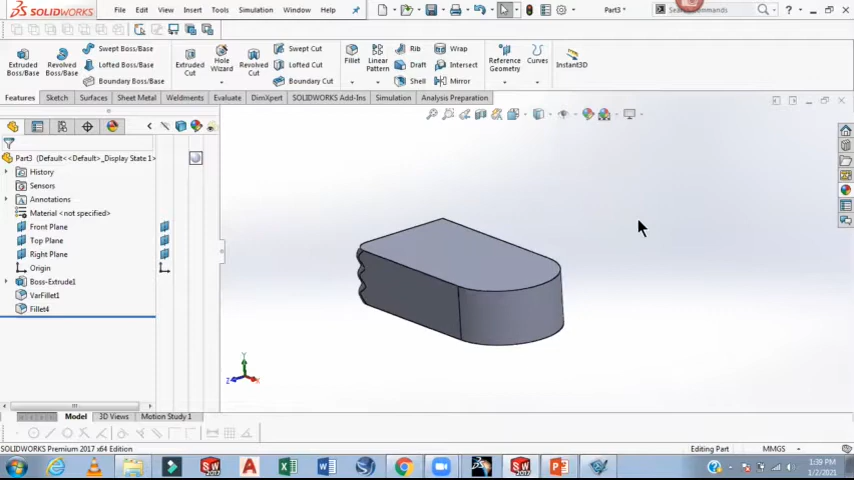 SOLIDWORKS File Edit View Insert Tools Simulation Window Help Part3 * Search Commands
Extruded Boss/Base
Revolved Boss/Base
Swept Boss/Base
Lofted Boss/Base
Boundary Boss/Base
Extruded Cut
Hole Wizard
Revolved Cut
Swept Cut
Lofted Cut
Boundary Cut
Fillet
Linear Pattern
Rib
Draft
Shell
Wrap
Intersect
Mirror
Reference Geometry
Curves
Instant3D
Features Sketch Surfaces Sheet Metal Weldments Evaluate DimXpert SOLIDWORKS Add-Ins Simulation Analysis Preparation
Part3 (Default<<Default>_Display State 1>
History
Sensors
Annotations
Material <not specified>
Front Plane
Top Plane
Right Plane
Origin
Boss-Extrude1
VarFillet1
Fillet4
Y
Z
X
Model 3D Views Motion Study 1
SOLIDWORKS Premium 2017 x64 Edition Editing Part MMGS
1:39 PM
1/2/2021